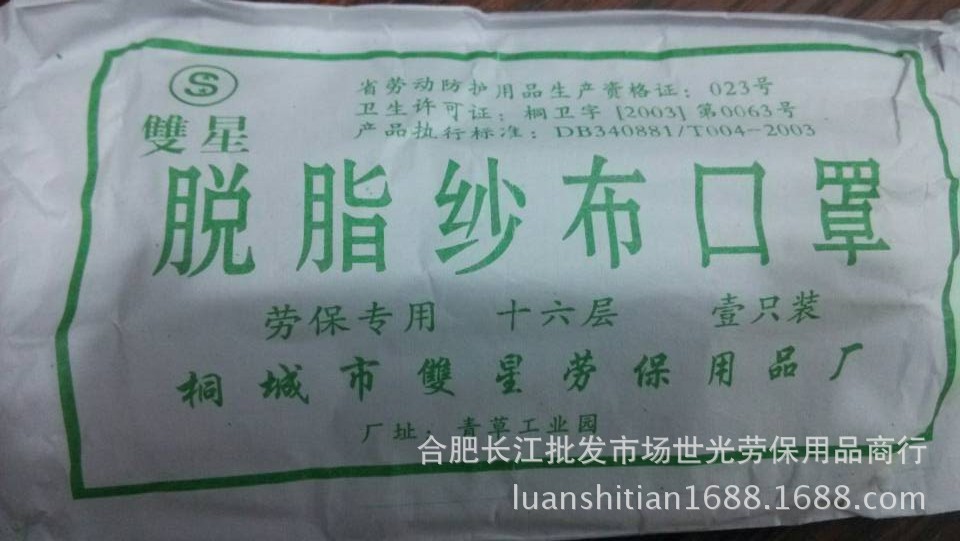 S
雙星
省劳动防护用品生产资格证：023号
卫生许可证：桐卫字 [2003] 第0063号
产品执行标准：DB340881/T004-2003
脱脂纱布口罩
劳保专用 十六层 壹只装
桐城市雙星劳保用品厂
厂址：青草工业园
合肥长江批发市场世光劳保用品商行
luanshitian1688.1688.com